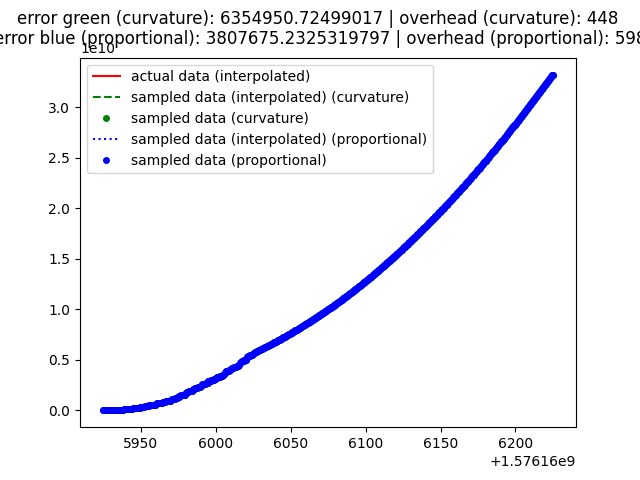 error green (curvature): 6354950.72499017 | overhead (curvature): 448
error blue (proportional): 3807675.2325319797 | overhead (proportional): 598
1e10
actual data (interpolated)
sampled data (interpolated) (curvature)
sampled data (curvature)
sampled data (interpolated) (proportional)
sampled data (proportional)
3.0
2.5
2.0
1.5
1.0
0.5
0.0
5950 6000 6050 6100 6150 6200
+1.57616e9